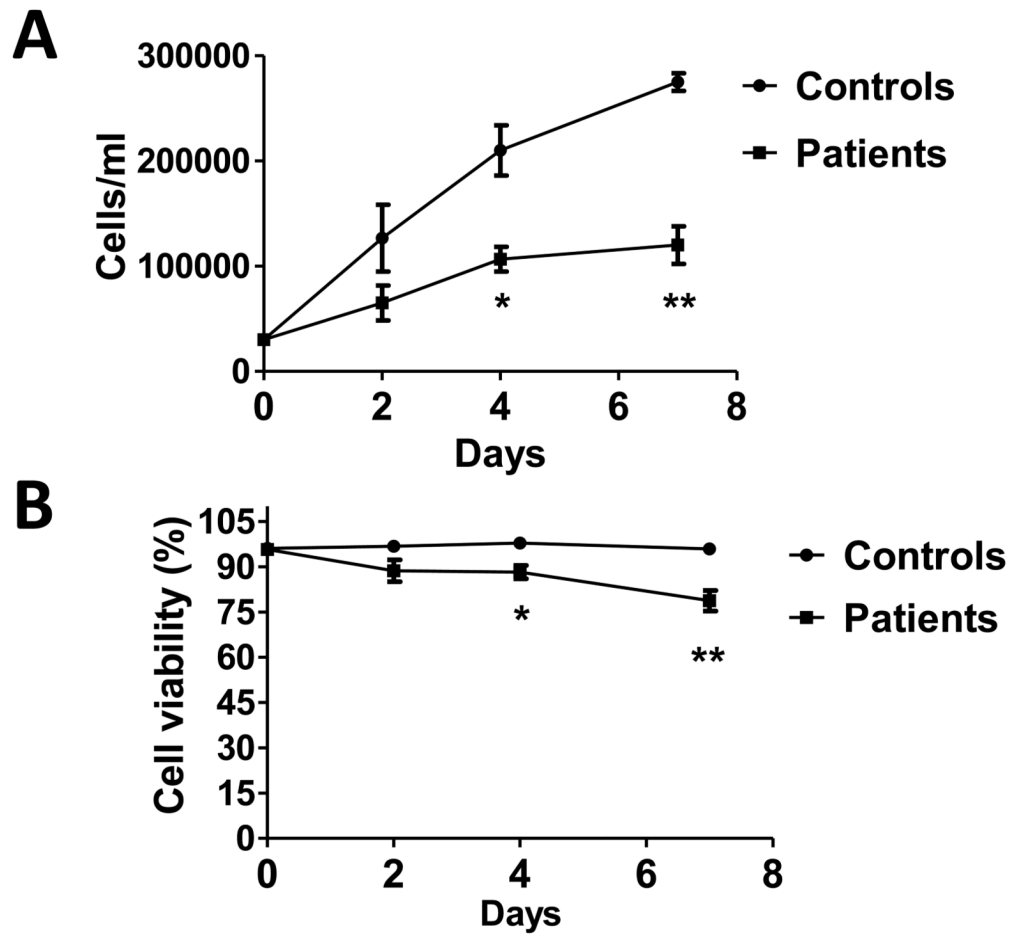 A
300000
200000
100000
0
Cells/ml
0 2 4 6 8
Days
Controls
Patients
*
**
B
105
90
75
60
45
30
15
0
Cell viability (%)
0 2 4 6 8
Days
Controls
Patients
*
**